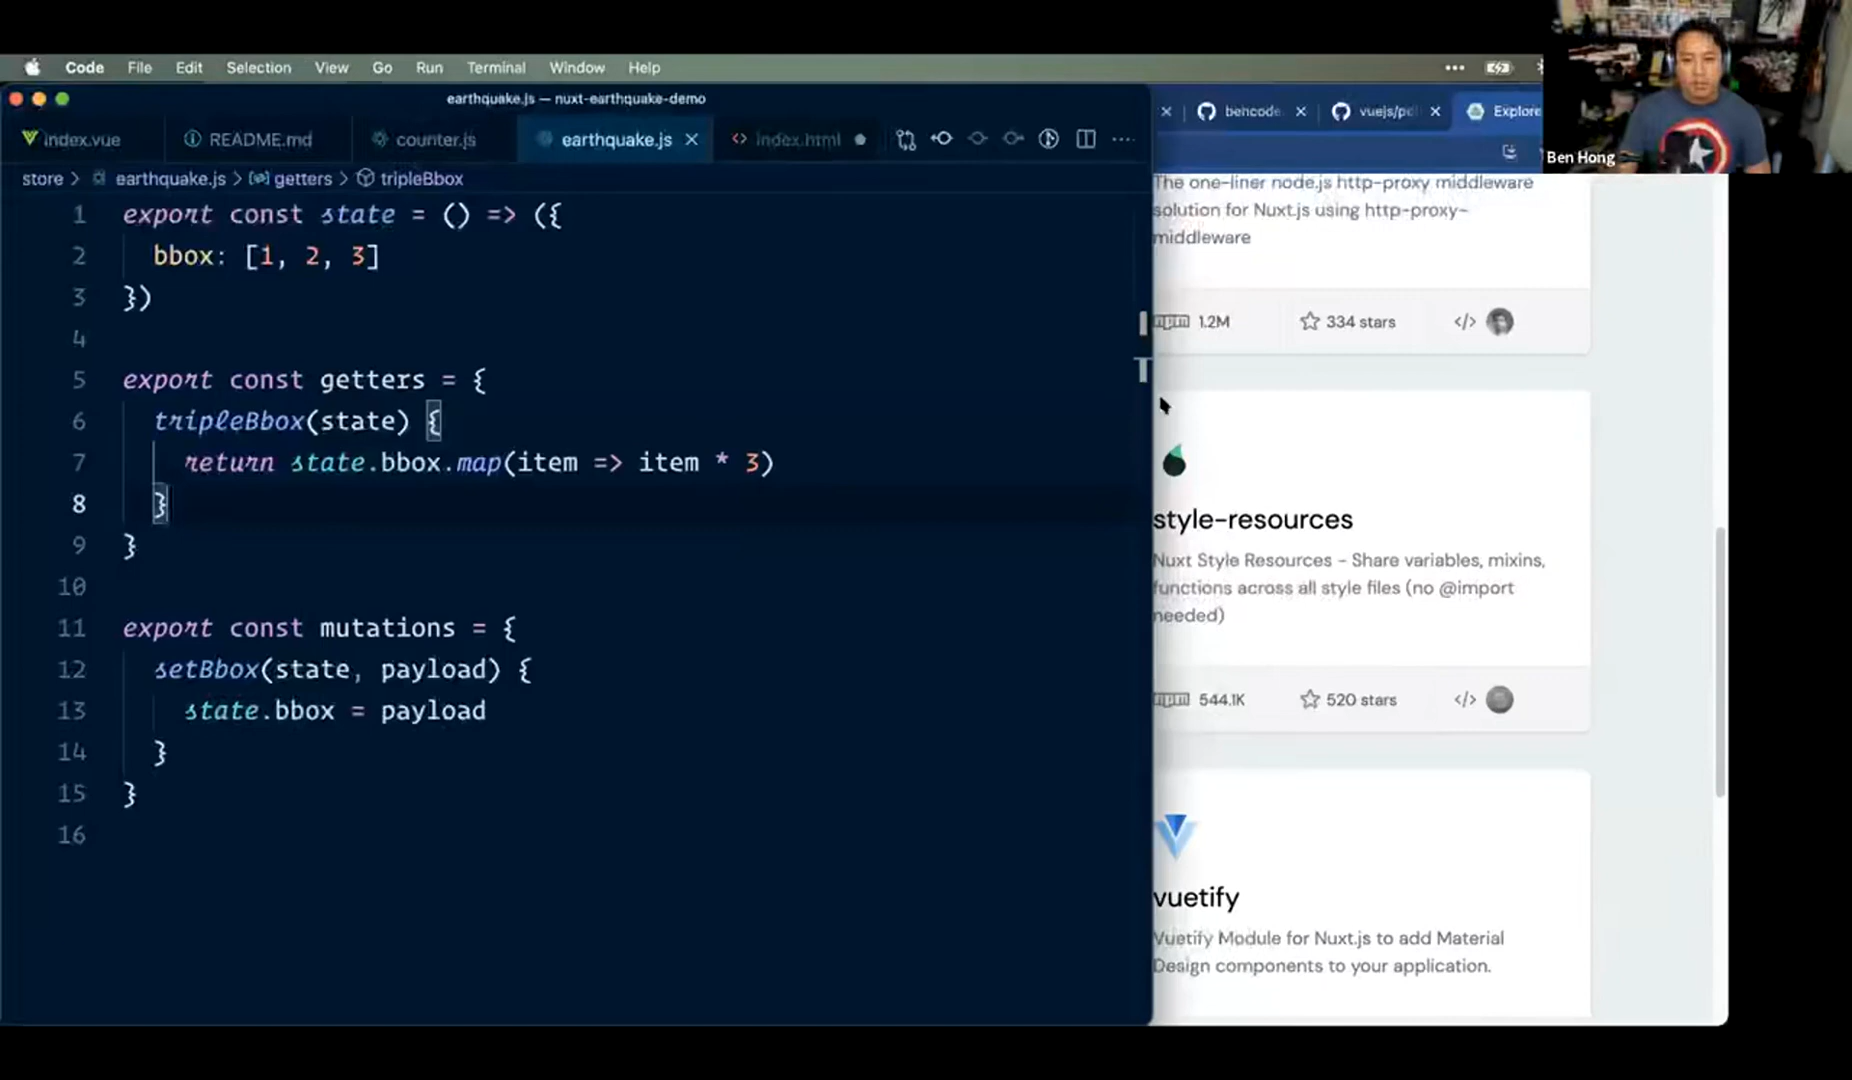 Code File Edit Selection View Go Run Terminal Window Help
earthquake.js — nuxt-earthquake-demo
index.vue README.md counter.js earthquake.js index.html
store > earthquake.js > getters > tripleBbox
1 export const state = () => ({
2 bbox: [1, 2, 3]
3 })
4
5 export const getters = {
6 tripleBbox(state) {
7 return state.bbox.map(item => item * 3)
8 }
9 }
10
11 export const mutations = {
12 setBbox(state, payload) {
13 state.bbox = payload
14 }
15 }
16
bencode vuejs/ Explore
Ben Hong
The one-liner node.js http-proxy middleware
solution for Nuxt.js using http-proxy-
middleware
npm 1.2M 334 stars </>
style-resources
Nuxt Style Resources - Share variables, mixins,
functions across all style files (no @import
needed)
npm 544.1K 520 stars </>
vuetify
Vuetify Module for Nuxt.js to add Material
Design components to your application.